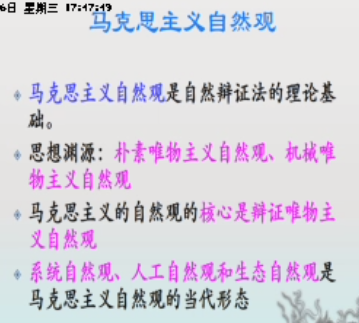 6日 星期三 17:47:49
马克思主义自然观
马克思主义自然观是自然辩证法的理论基
础。
思想渊源：朴素唯物主义自然观、机械唯
物主义自然观
马克思主义的自然观的核心是辩证唯物主
义自然观
系统自然观、人工自然观和生态自然观是
马克思主义自然观的当代形态